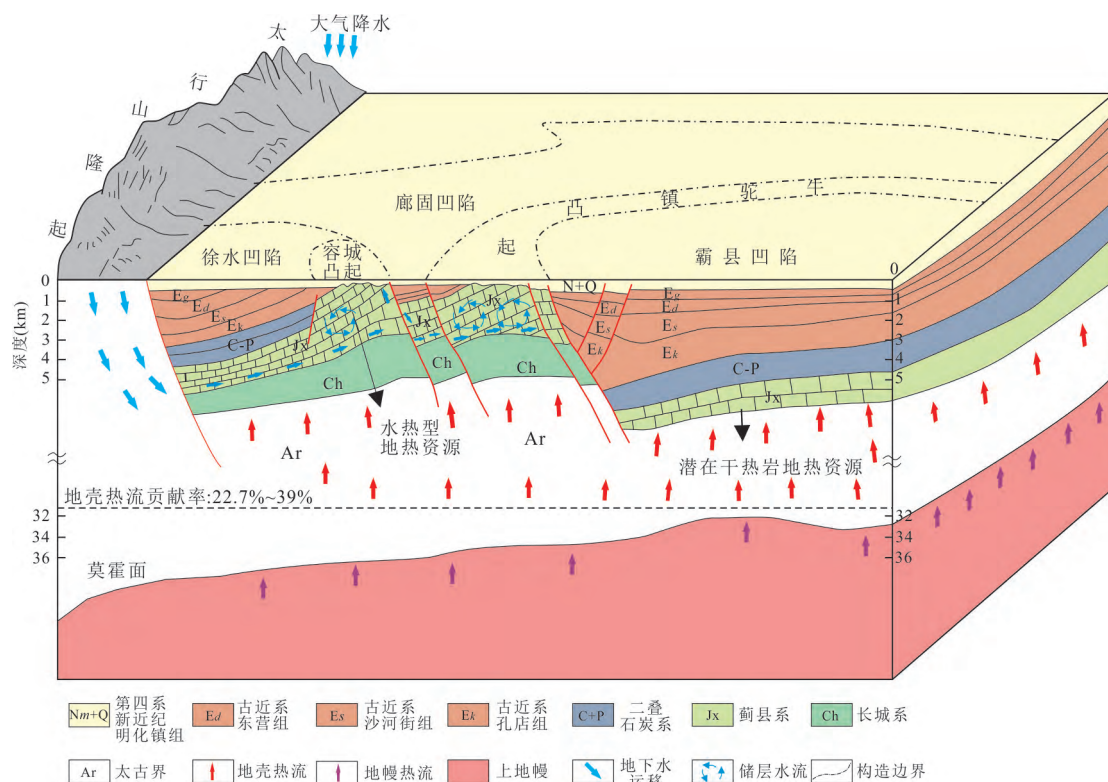 大气降水
太
行
山
隆
起
廊固凹陷
凸 镇 驼 牛
起
徐水凹陷
容城
凸起
霸县凹陷
0
0
N+Q
1
2
3
4
5
深度(km)
1
2
3
4
5
Eg
Ed
Es
Ek
C-P
Jx
Jx
Jx
Ch
Ch
Ch
Ed
Es
Ek
Eg
Ed
Es
Ek
C-P
Jx
Ar
水热型
地热资源
Ar
潜在干热岩地热资源
地壳热流贡献率:22.7%~39%
32
34
36
32
34
36
莫霍面
Nm+Q 第四系
新近纪
明化镇组
Ed 古近系
东营组
Es 古近系
沙河街组
Ek 古近系
孔店组
C+P 二叠
石炭系
Jx 蓟县系
Ch 长城系
Ar 太古界
地壳热流
地幔热流
上地幔
地下水
运移
储层水流
构造边界